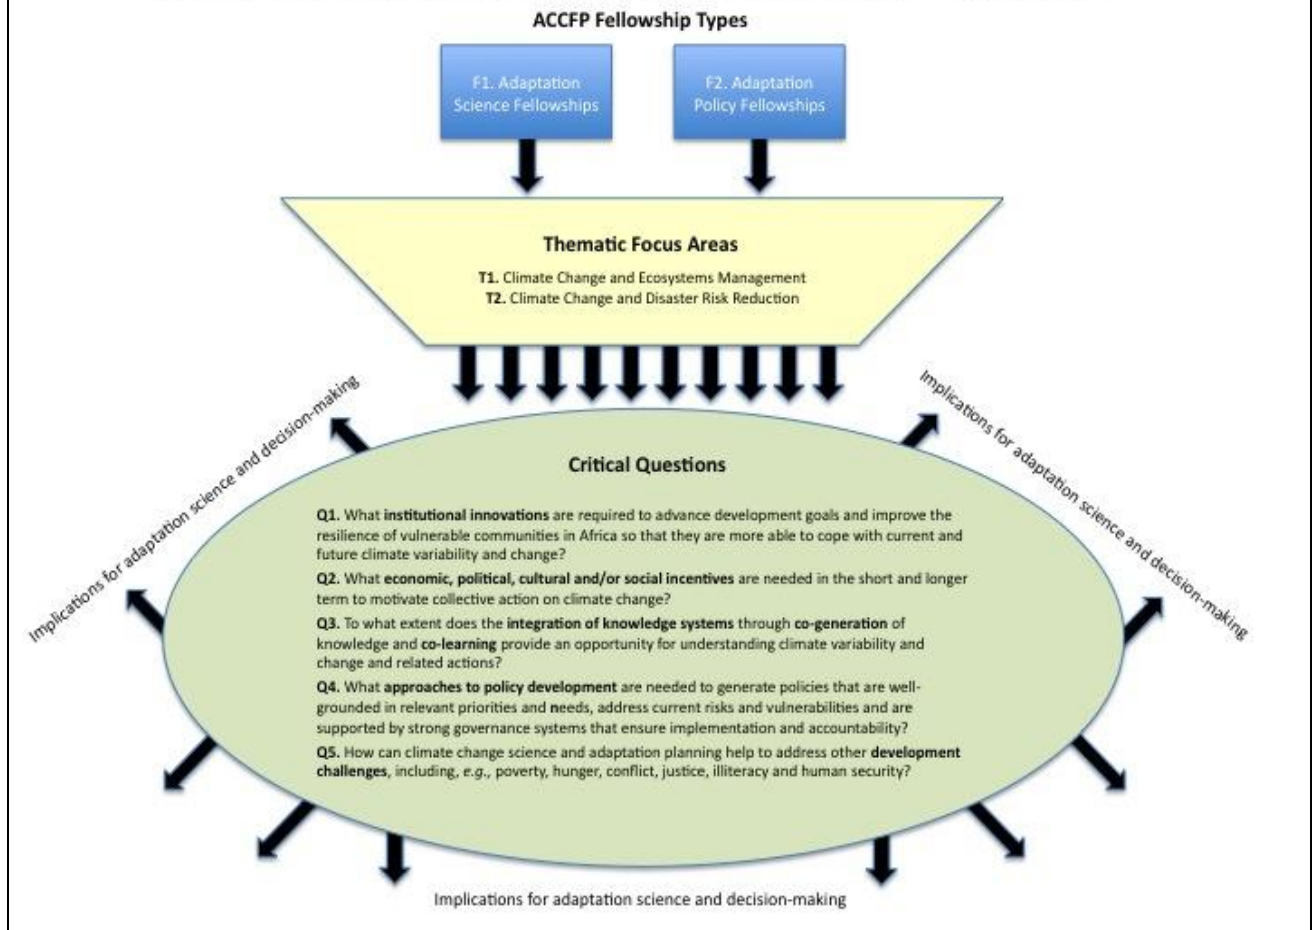 ACCFP Fellowship Types
F1. Adaptation
Science Fellowships
F2. Adaptation
Policy Fellowships
Thematic Focus Areas
T1. Climate Change and Ecosystems Management
T2. Climate Change and Disaster Risk Reduction
Implications for adaptation science and decision-making
Implications for adaptation science and decision-making
Critical Questions
Q1. What institutional innovations are required to advance development goals and improve the
resilience of vulnerable communities in Africa so that they are more able to cope with current and
future climate variability and change?
Q2. What economic, political, cultural and/or social incentives are needed in the short and longer
term to motivate collective action on climate change?
Q3. To what extent does the integration of knowledge systems through co-generation of
knowledge and co-learning provide an opportunity for understanding climate variability and
change and related actions?
Q4. What approaches to policy development are needed to generate policies that are well-
grounded in relevant priorities and needs, address current risks and vulnerabilities and are
supported by strong governance systems that ensure implementation and accountability?
Q5. How can climate change science and adaptation planning help to address other development
challenges, including, e.g., poverty, hunger, conflict, justice, illiteracy and human security?
Implications for adaptation science and decision-making